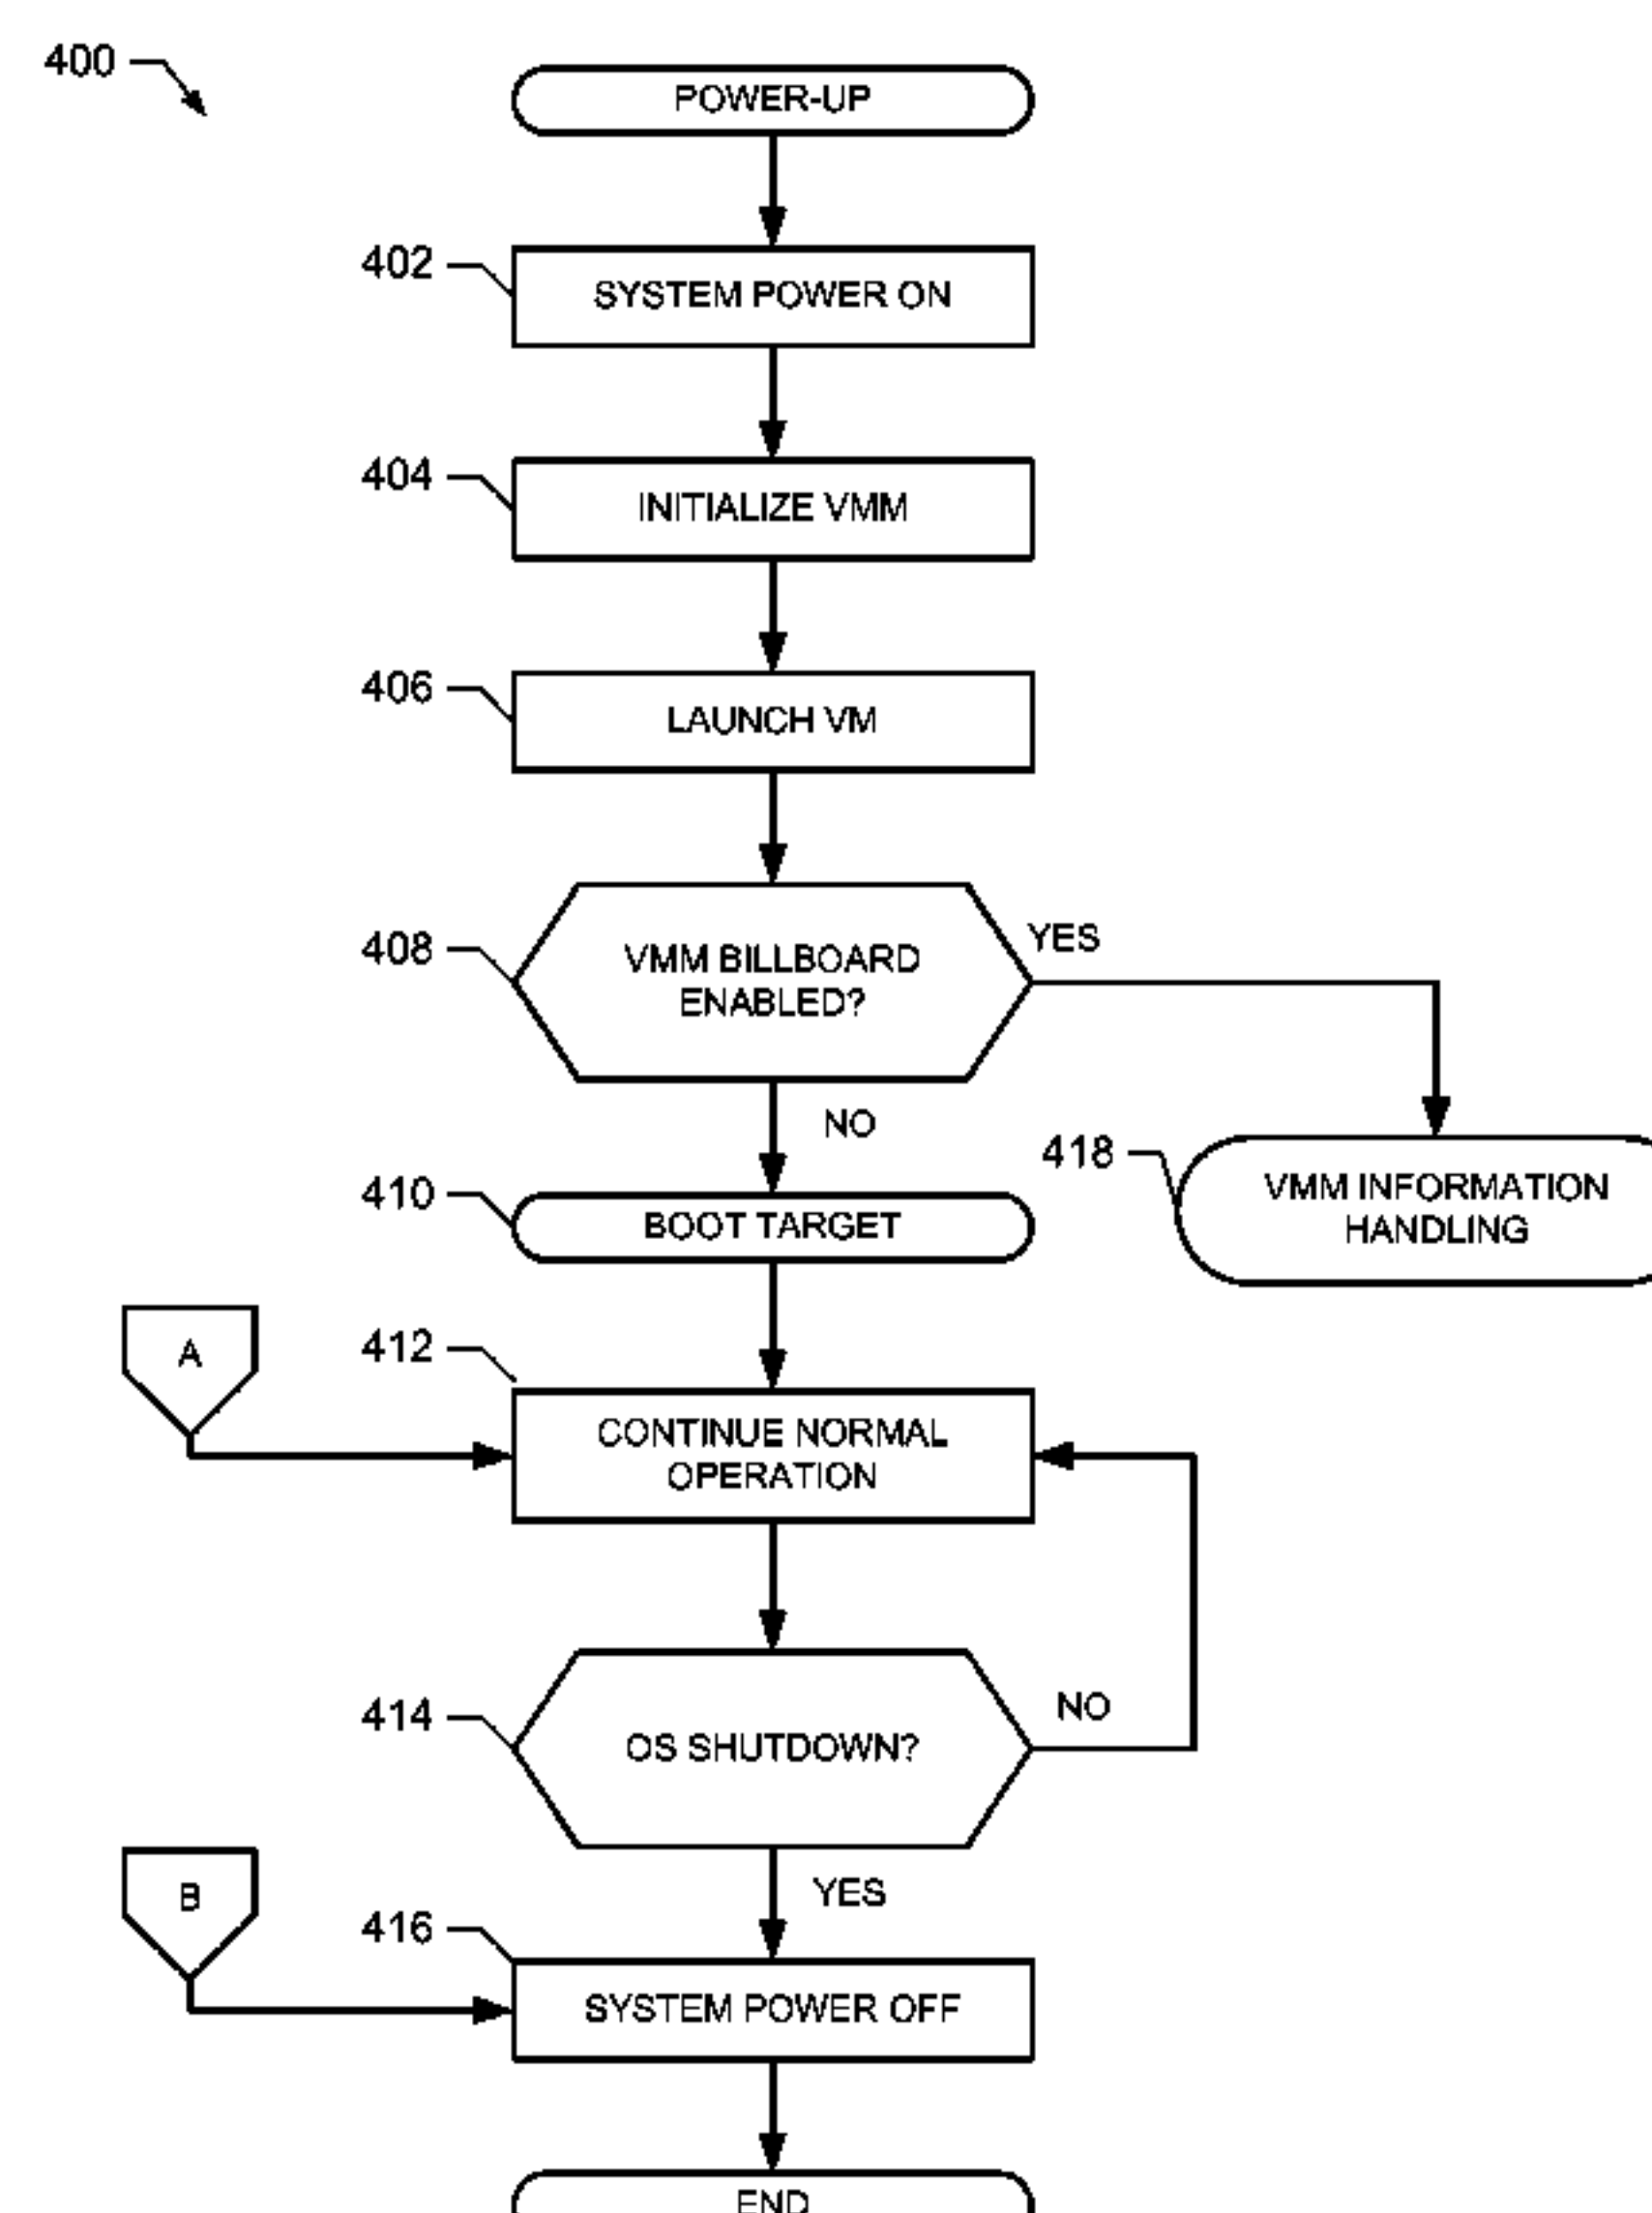 400
POWER-UP
402
SYSTEM POWER ON
404
INITIALIZE VMM
406
LAUNCH VM
408
VMM BILLBOARD
ENABLED?
YES
NO
410
BOOT TARGET
418
VMM INFORMATION
HANDLING
A
412
CONTINUE NORMAL
OPERATION
414
OS SHUTDOWN?
NO
YES
B
416
SYSTEM POWER OFF
END